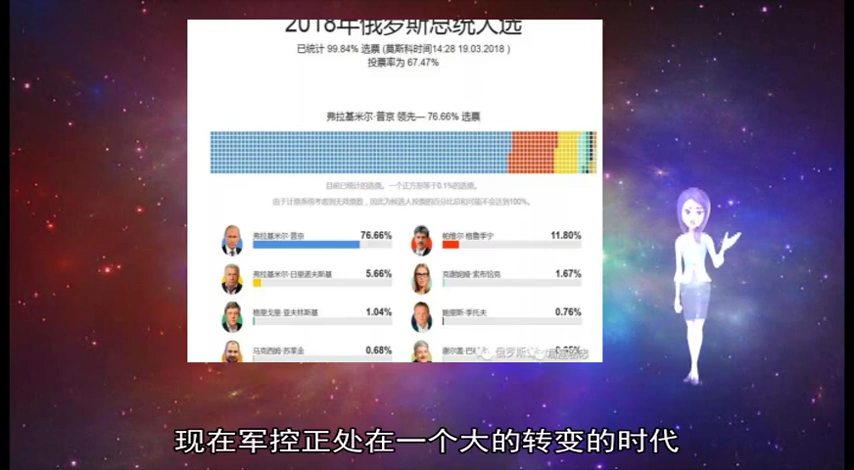 2018年俄罗斯总统人选
已统计 99.84% 选票 (莫斯科时间14:28 19.03.2018 )
投票率为 67.47%
弗拉基米尔·普京 领先— 76.66% 选票
目前已统计的选票。一个正方形等于0.1%的选票。
弗拉基米尔·普京 76.66%
帕维尔·格鲁季宁 11.80%
弗拉基米尔·日里诺夫斯基 5.66%
克谢妮娅·索布恰克 1.67%
格里戈里·亚夫林斯基 1.04%
鲍里斯·季托夫 0.76%
马克西姆·苏莱金 0.68%
谢尔盖·巴
现在军控正处在一个大的转变的时代